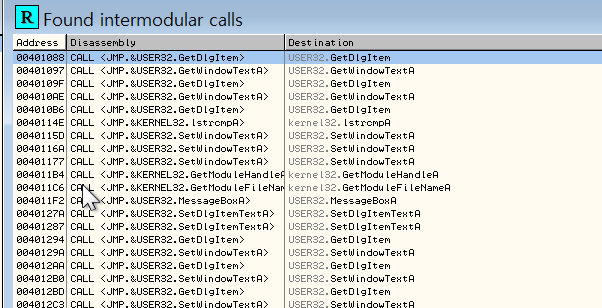 R Found intermodular calls
Address Disassembly Destination
00401088 CALL <JMP.&USER32.GetDlgItem> USER32.GetDlgItem
00401097 CALL <JMP.&USER32.GetWindowTextA> USER32.GetWindowTextA
0040109F CALL <JMP.&USER32.GetDlgItem> USER32.GetDlgItem
004010AE CALL <JMP.&USER32.GetWindowTextA> USER32.GetWindowTextA
004010B6 CALL <JMP.&USER32.GetDlgItem> USER32.GetDlgItem
0040114E CALL <JMP.&KERNEL32.lstrcmpA> kernel32.lstrcmpA
0040115D CALL <JMP.&USER32.SetWindowTextA> USER32.SetWindowTextA
0040116A CALL <JMP.&USER32.SetWindowTextA> USER32.SetWindowTextA
00401177 CALL <JMP.&USER32.SetWindowTextA> USER32.SetWindowTextA
004011B4 CALL <JMP.&KERNEL32.GetModuleHandleA kernel32.GetModuleHandleA
004011C6 CALL <JMP.&KERNEL32.GetModuleFileNam kernel32.GetModuleFileNameA
004011F2 CALL <JMP.&USER32.MessageBoxA> USER32.MessageBoxA
0040127A CALL <JMP.&USER32.SetDlgItemTextA> USER32.SetDlgItemTextA
00401287 CALL <JMP.&USER32.SetDlgItemTextA> USER32.SetDlgItemTextA
00401294 CALL <JMP.&USER32.GetDlgItem> USER32.GetDlgItem
0040129A CALL <JMP.&USER32.SetWindowTextA> USER32.SetWindowTextA
004012AA CALL <JMP.&USER32.GetDlgItem> USER32.GetDlgItem
004012B0 CALL <JMP.&USER32.SetWindowTextA> USER32.SetWindowTextA
004012BD CALL <JMP.&USER32.GetDlgItem> USER32.GetDlgItem
004012C3 CALL <JMP.&USER32.SetWindowTextA> USER32.SetWindowTextA